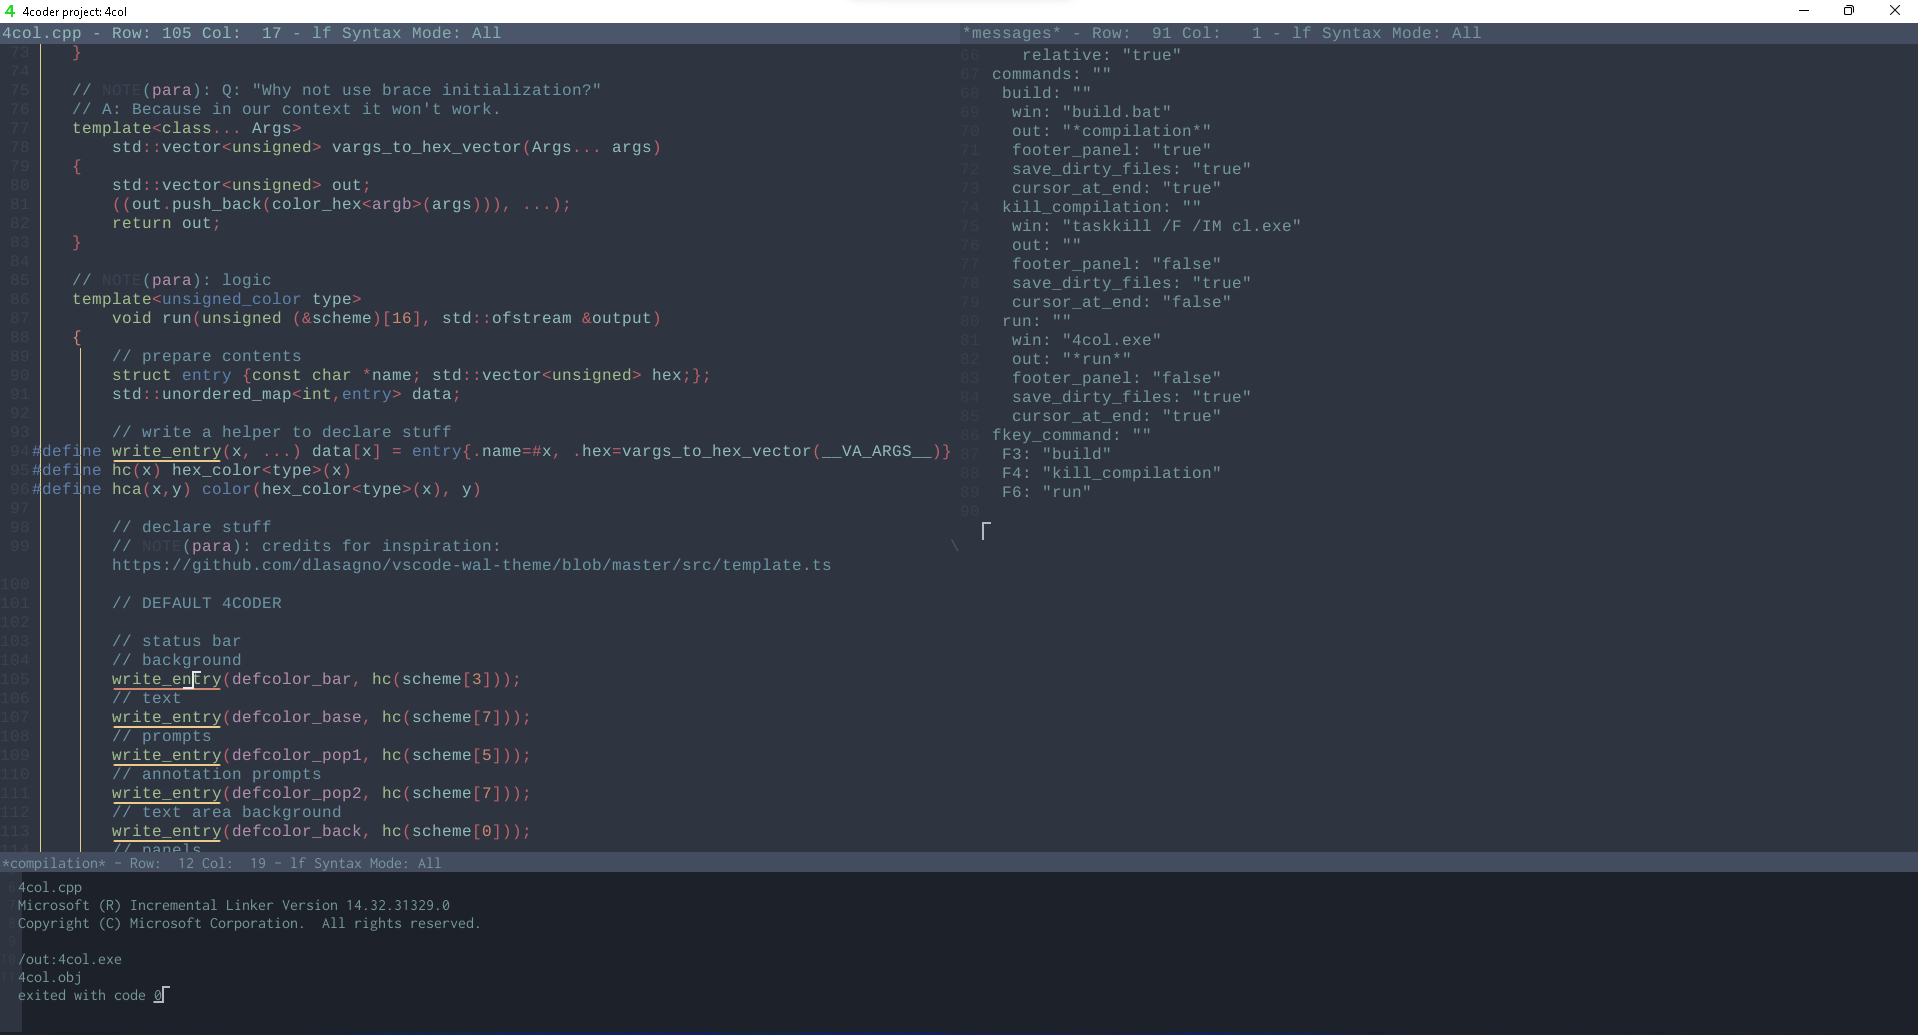 4 4coder project: 4col
4col.cpp - Row: 105 Col:  17 - lf Syntax Mode: All
73 }
74
75 // NOTE(para): Q: "Why not use brace initialization?"
76 // A: Because in our context it won't work.
77 template<class... Args>
78 std::vector<unsigned> vargs_to_hex_vector(Args... args)
79 {
80 std::vector<unsigned> out;
81 ((out.push_back(color_hex<argb>(args))), ...);
82 return out;
83 }
84
85 // NOTE(para): logic
86 template<unsigned_color type>
87 void run(unsigned (&scheme)[16], std::ofstream &output)
88 {
89 // prepare contents
90 struct entry {const char *name; std::vector<unsigned> hex;};
91 std::unordered_map<int,entry> data;
92
93 // write a helper to declare stuff
94 #define write_entry(x, ...) data[x] = entry{.name=#x, .hex=vargs_to_hex_vector(__VA_ARGS__)}
95 #define hc(x) hex_color<type>(x)
96 #define hca(x,y) color(hex_color<type>(x), y)
97
98 // declare stuff
99 // NOTE(para): credits for inspiration: \
https://github.com/dlasagno/vscode-wal-theme/blob/master/src/template.ts
100
101 // DEFAULT 4CODER
102
103 // status bar
104 // background
105 write_entry(defcolor_bar, hc(scheme[3]));
106 // text
107 write_entry(defcolor_base, hc(scheme[7]));
108 // prompts
109 write_entry(defcolor_pop1, hc(scheme[5]));
110 // annotation prompts
111 write_entry(defcolor_pop2, hc(scheme[7]));
112 // text area background
113 write_entry(defcolor_back, hc(scheme[0]));
114 // panels
*messages* - Row:  91 Col:   1 - lf Syntax Mode: All
66 relative: "true"
67 commands: ""
68 build: ""
69 win: "build.bat"
70 out: "*compilation*"
71 footer_panel: "true"
72 save_dirty_files: "true"
73 cursor_at_end: "true"
74 kill_compilation: ""
75 win: "taskkill /F /IM cl.exe"
76 out: ""
77 footer_panel: "false"
78 save_dirty_files: "true"
79 cursor_at_end: "false"
80 run: ""
81 win: "4col.exe"
82 out: "*run*"
83 footer_panel: "false"
84 save_dirty_files: "true"
85 cursor_at_end: "true"
86 fkey_command: ""
87 F3: "build"
88 F4: "kill_compilation"
89 F6: "run"
90
*compilation* - Row:  12 Col:  19 - lf Syntax Mode: All
6 4col.cpp
7 Microsoft (R) Incremental Linker Version 14.32.31329.0
8 Copyright (C) Microsoft Corporation.  All rights reserved.
9
10 /out:4col.exe
11 4col.obj
exited with code 0